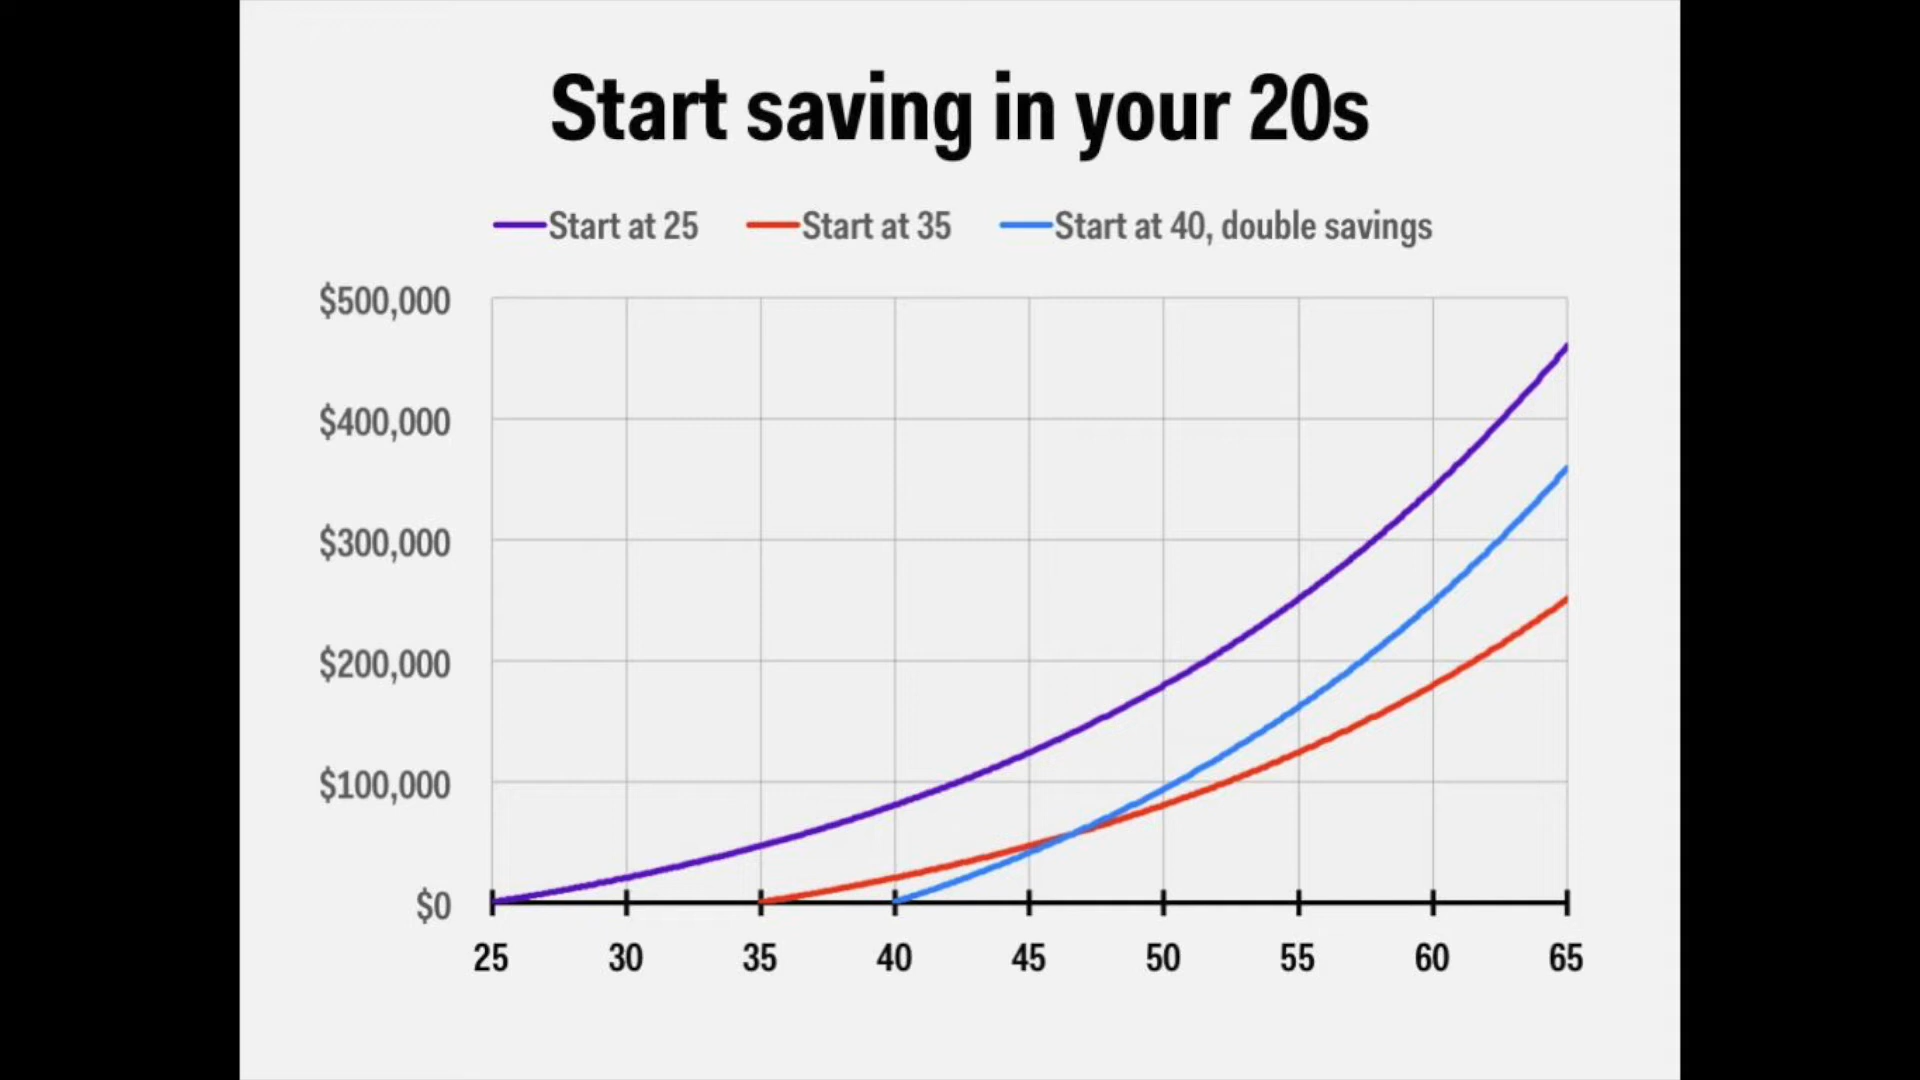 Start saving in your 20s
Start at 25 Start at 35 Start at 40, double savings
$500,000
$400,000
$300,000
$200,000
$100,000
$0
25 30 35 40 45 50 55 60 65